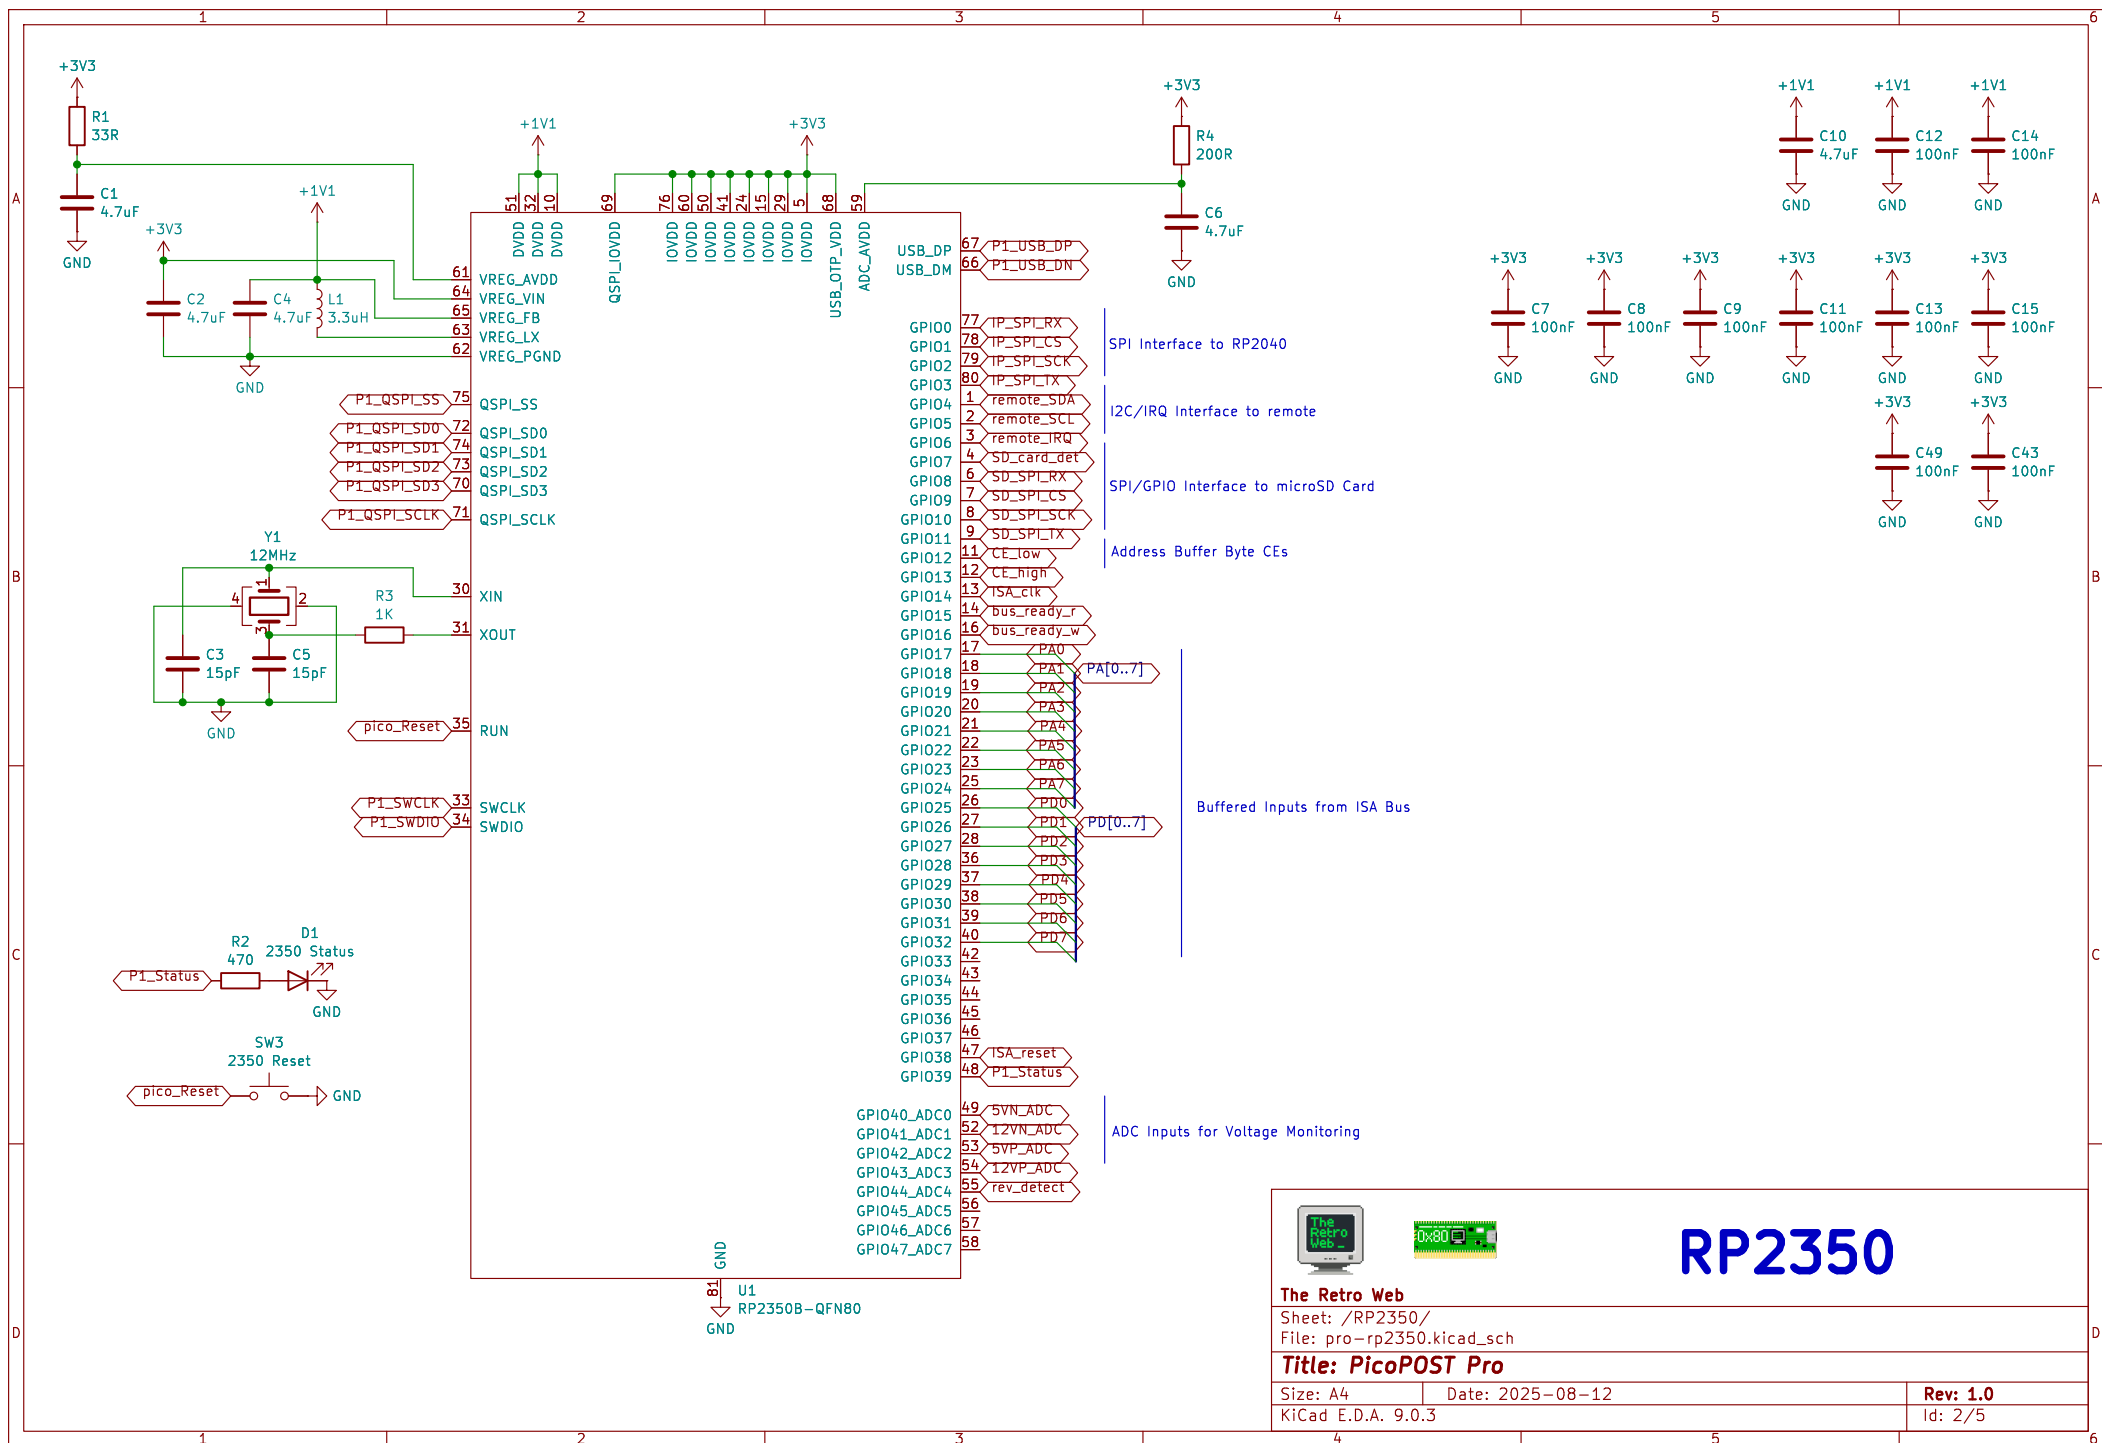 1 2 3 4 5 6
+3V3
R1
33R
C1
4.7uF
GND
+3V3
+1V1
C2
4.7uF
C4
4.7uF
L1
3.3uH
GND
+1V1
+3V3
51 32 10 69 76 60 50 41 24 15 29 5 68 59
DVDD DVDD DVDD QSPI_IOVDD IOVDD IOVDD IOVDD IOVDD IOVDD IOVDD IOVDD IOVDD USB_OTP_VDD ADC_AVDD
+3V3
R4
200R
C6
4.7uF
GND
61 VREG_AVDD
64 VREG_VIN
65 VREG_FB
63 VREG_LX
62 VREG_PGND
P1_QSPI_SS 75 QSPI_SS
P1_QSPI_SD0 72 QSPI_SD0
P1_QSPI_SD1 74 QSPI_SD1
P1_QSPI_SD2 73 QSPI_SD2
P1_QSPI_SD3 70 QSPI_SD3
P1_QSPI_SCLK 71 QSPI_SCLK
Y1
12MHz
1
4 2
3
R3
1K
30 XIN
31 XOUT
C3
15pF
C5
15pF
GND
pico_Reset 35 RUN
P1_SWCLK 33 SWCLK
P1_SWDIO 34 SWDIO
R2
470
D1
2350 Status
P1_Status
GND
SW3
2350 Reset
pico_Reset GND
USB_DP 67 P1_USB_DP
USB_DM 66 P1_USB_DN
GPIO0 77 IP_SPI_RX
GPIO1 78 IP_SPI_CS
GPIO2 79 IP_SPI_SCK
GPIO3 80 IP_SPI_TX
SPI Interface to RP2040
GPIO4 1 remote_SDA
GPIO5 2 remote_SCL
GPIO6 3 remote_IRQ
I2C/IRQ Interface to remote
GPIO7 4 SD_card_det
GPIO8 6 SD_SPI_RX
GPIO9 7 SD_SPI_CS
GPIO10 8 SD_SPI_SCK
GPIO11 9 SD_SPI_TX
SPI/GPIO Interface to microSD Card
GPIO12 11 CE_low
GPIO13 12 CE_high
Address Buffer Byte CEs
GPIO14 13 ISA_clk
GPIO15 14 bus_ready_r
GPIO16 16 bus_ready_w
GPIO17 17 PA0
GPIO18 18 PA1 PA[0..7]
GPIO19 19 PA2
GPIO20 20 PA3
GPIO21 21 PA4
GPIO22 22 PA5
GPIO23 23 PA6
GPIO24 25 PA7
GPIO25 26 PD0
Buffered Inputs from ISA Bus
GPIO26 27 PD1 PD[0..7]
GPIO27 28 PD2
GPIO28 36 PD3
GPIO29 37 PD4
GPIO30 38 PD5
GPIO31 39 PD6
GPIO32 40 PD7
GPIO33 42
GPIO34 43
GPIO35 44
GPIO36 45
GPIO37 46
GPIO38 47 ISA_reset
GPIO39 48 P1_Status
GPIO40_ADC0 49 5VN_ADC
GPIO41_ADC1 52 12VN_ADC
GPIO42_ADC2 53 5VP_ADC
GPIO43_ADC3 54 12VP_ADC
GPIO44_ADC4 55 rev_detect
GPIO45_ADC5 56
GPIO46_ADC6 57
GPIO47_ADC7 58
ADC Inputs for Voltage Monitoring
GND
81
U1
RP2350B-QFN80
GND
+1V1 +1V1 +1V1
C10 C12 C14
4.7uF 100nF 100nF
GND GND GND
+3V3 +3V3 +3V3 +3V3 +3V3 +3V3
C7 C8 C9 C11 C13 C15
100nF 100nF 100nF 100nF 100nF 100nF
GND GND GND GND GND GND
+3V3 +3V3
C49 C43
100nF 100nF
GND GND
A A
B B
C C
D D
The
Retro
Web_
0x80
RP2350
The Retro Web
Sheet: /RP2350/
File: pro-rp2350.kicad_sch
Title: PicoPOST Pro
Size: A4 Date: 2025-08-12 Rev: 1.0
KiCad E.D.A. 9.0.3 Id: 2/5
1 2 3 4 5 6